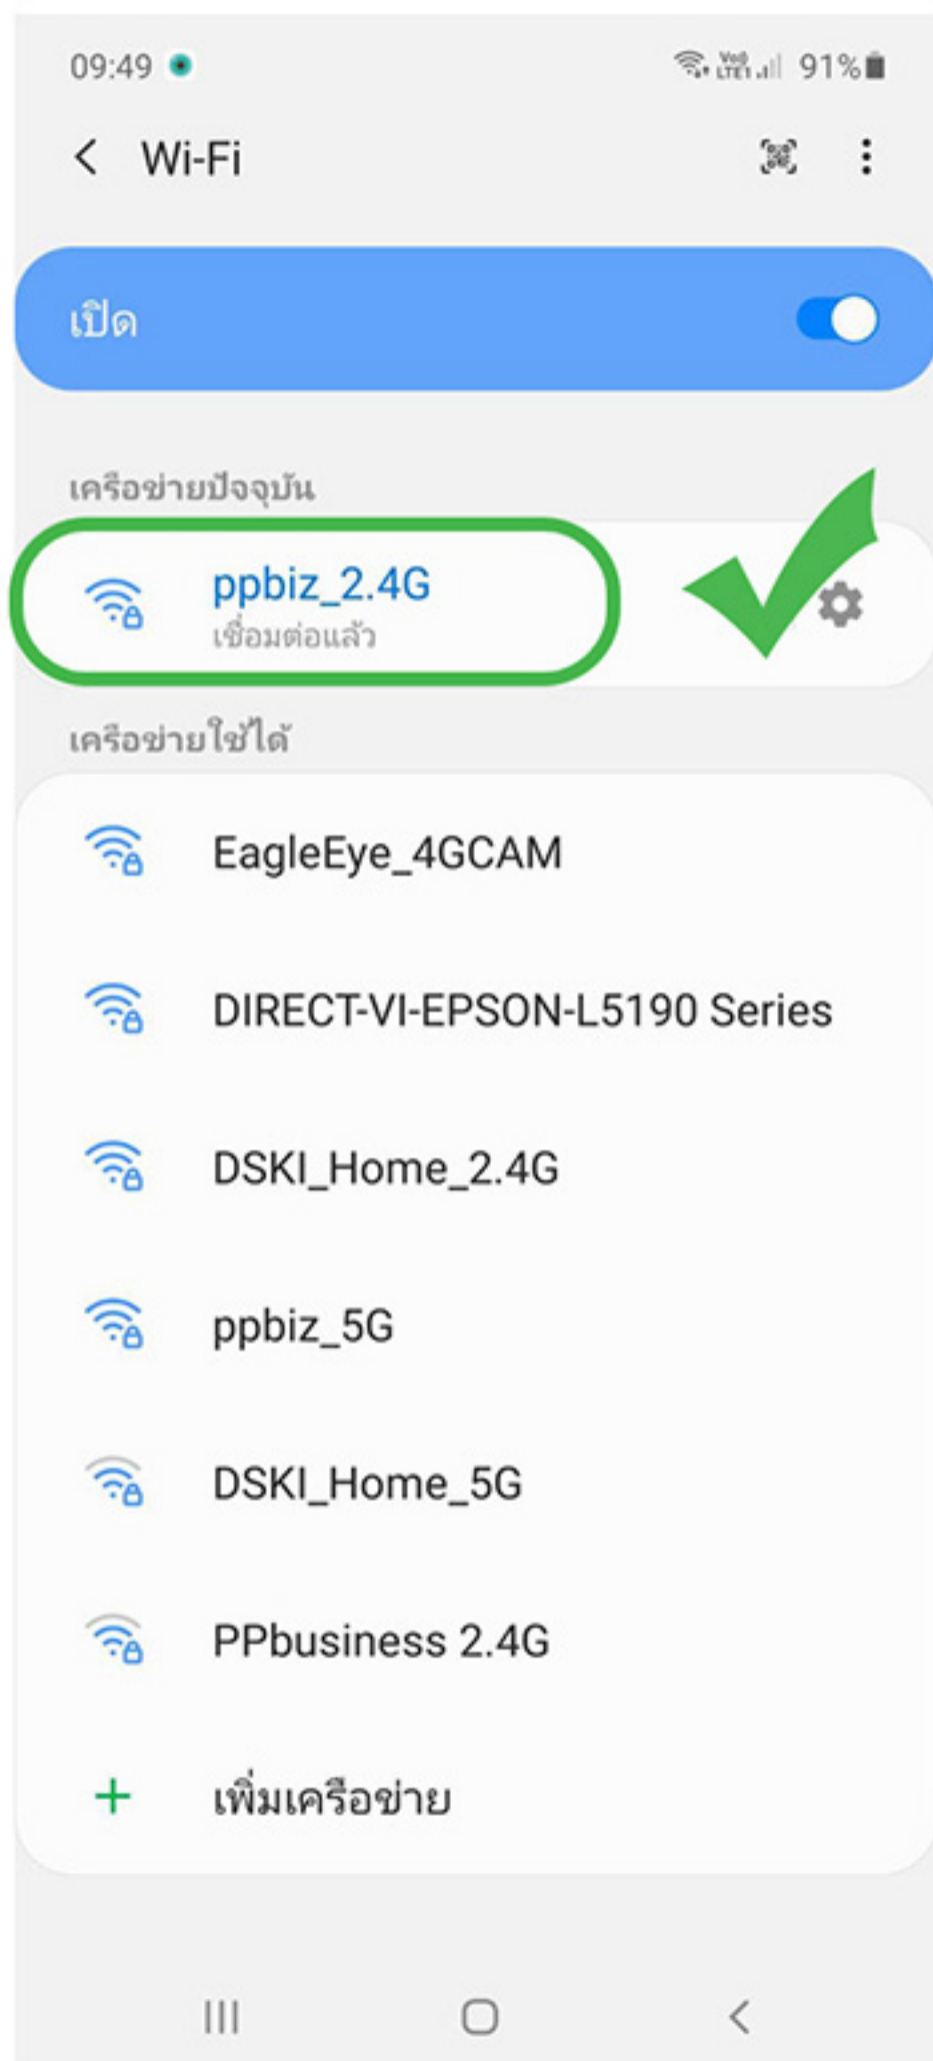 09:49
VoD LTE1 91%
Wi-Fi
เปิด
เครือข่ายปัจจุบัน
ppbiz_2.4G
เชื่อมต่อแล้ว
เครือข่ายใช้ได้
EagleEye_4GCAM
DIRECT-VI-EPSON-L5190 Series
DSKI_Home_2.4G
ppbiz_5G
DSKI_Home_5G
PPbusiness 2.4G
เพิ่มเครือข่าย